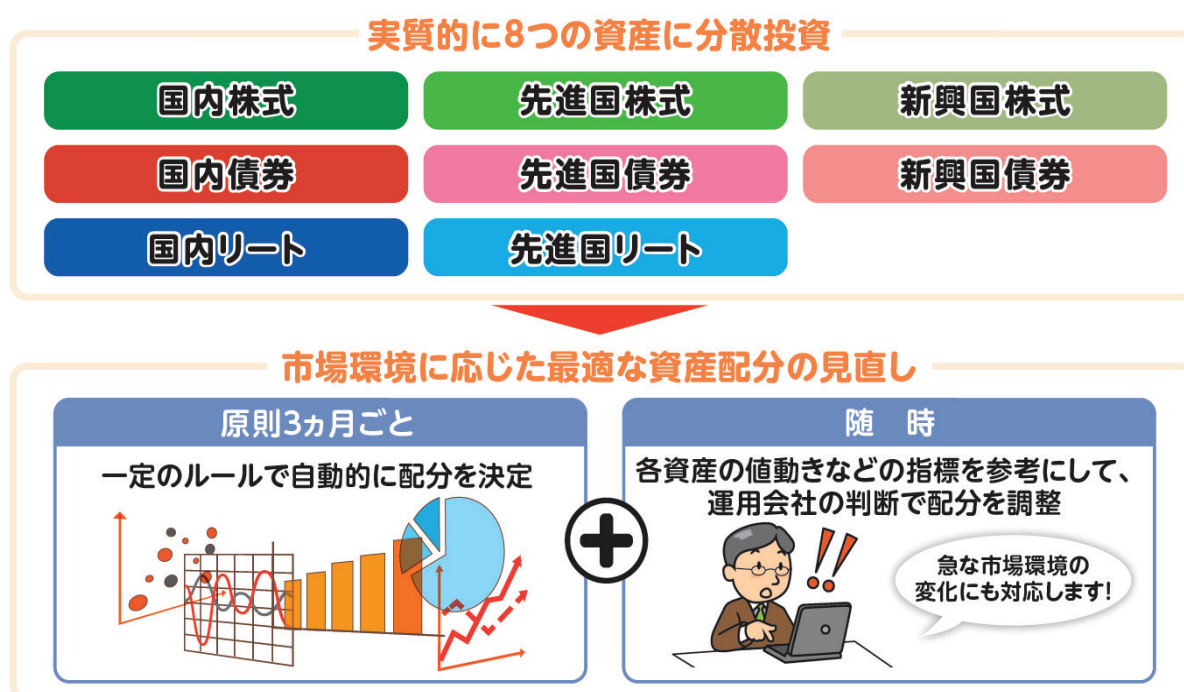 実質的に8つの資産に分散投資
国内株式
先進国株式
新興国株式
国内債券
先進国債券
新興国債券
国内リート
先進国リート
市場環境に応じた最適な資産配分の見直し
原則3ヵ月ごと
一定のルールで自動的に配分を決定
随 時
各資産の値動きなどの指標を参考にして、
運用会社の判断で配分を調整
急な市場環境の
変化にも対応します!